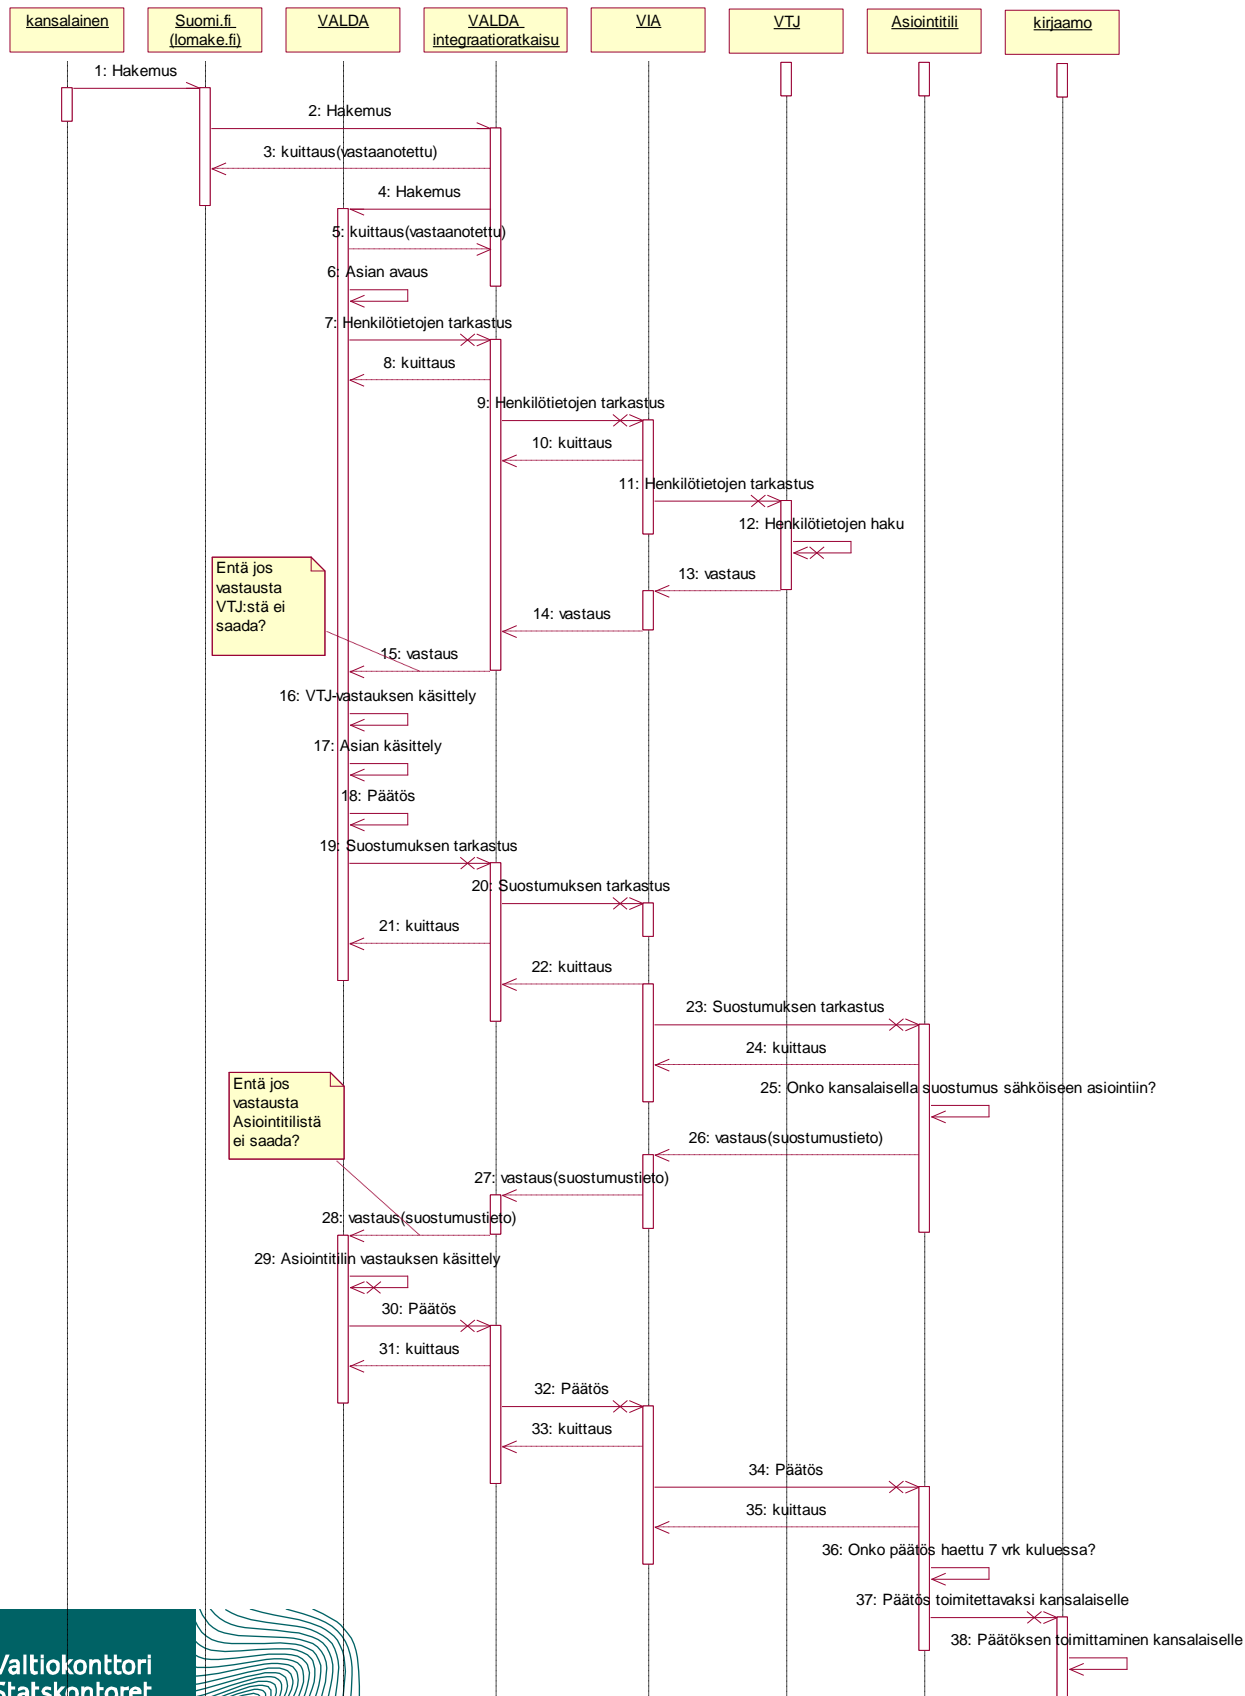 kansalainen
Suomi.fi
(lomake.fi)
VALDA
VALDA
integraatioratkaisu
VIA
VTJ
Asiointitili
kirjaamo
1: Hakemus
2: Hakemus
3: kuittaus(vastaanotettu)
4: Hakemus
5: kuittaus(vastaanotettu)
6: Asian avaus
7: Henkilötietojen tarkastus
8: kuittaus
9: Henkilötietojen tarkastus
10: kuittaus
11: Henkilötietojen tarkastus
12: Henkilötietojen haku
Entä jos
vastausta
VTJ:stä ei
saada?
13: vastaus
14: vastaus
15: vastaus
16: VTJ-vastauksen käsittely
17: Asian käsittely
18: Päätös
19: Suostumuksen tarkastus
20: Suostumuksen tarkastus
21: kuittaus
22: kuittaus
23: Suostumuksen tarkastus
24: kuittaus
Entä jos
vastausta
Asiointitilistä
ei saada?
25: Onko kansalaisella suostumus sähköiseen asiointiin?
26: vastaus(suostumustieto)
27: vastaus(suostumustieto)
28: vastaus(suostumustieto)
29: Asiointitilin vastauksen käsittely
30: Päätös
31: kuittaus
32: Päätös
33: kuittaus
34: Päätös
35: kuittaus
36: Onko päätös haettu 7 vrk kuluessa?
37: Päätös toimitettavaksi kansalaiselle
38: Päätöksen toimittaminen kansalaiselle
Valtiokonttori
Statskontoret